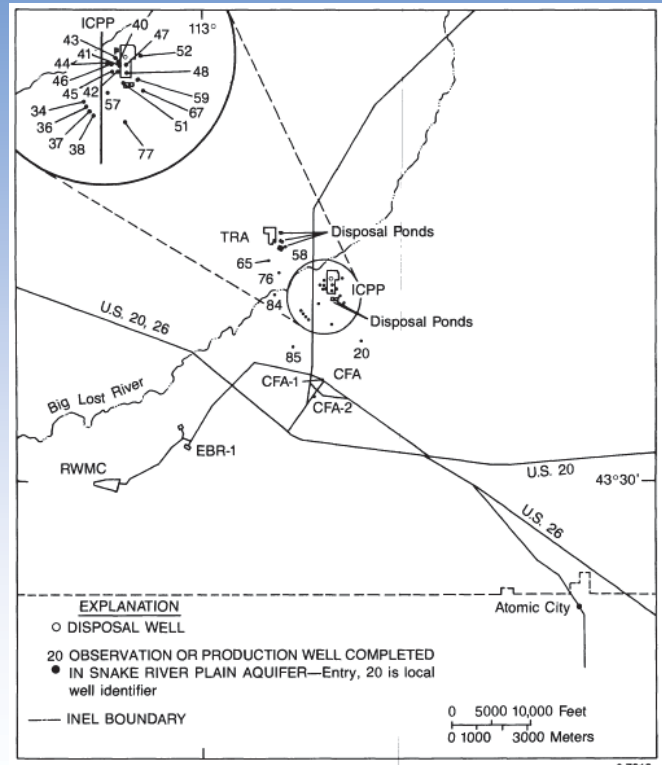 ICPP
40
113°
43
47
41
52
44
46
48
45
42
57
59
34
67
36
51
37
38
77
TRA
Disposal Ponds
58
65
76
ICPP
84
Disposal Ponds
U.S. 20, 26
85
20
CFA
CFA-1
Big Lost River
CFA-2
EBR-1
RWMC
U.S. 20
43°30'
U.S. 26
Atomic City
EXPLANATION
DISPOSAL WELL
20 OBSERVATION OR PRODUCTION WELL COMPLETED
IN SNAKE RIVER PLAIN AQUIFER—Entry, 20 is local
well identifier
INEL BOUNDARY
0 5000 10,000 Feet
0 1000 3000 Meters